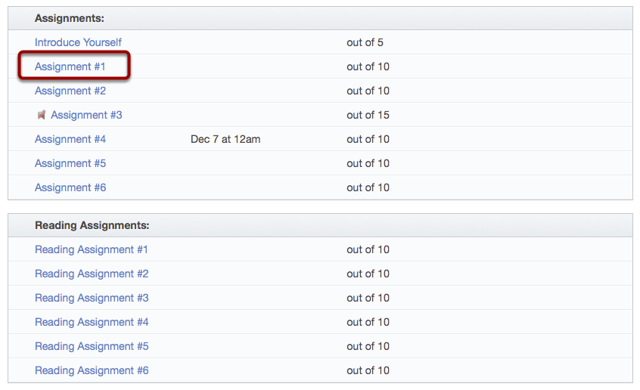 Assignments:
Introduce Yourself out of 5
Assignment #1 out of 10
Assignment #2 out of 10
Assignment #3 out of 15
Assignment #4 Dec 7 at 12am out of 10
Assignment #5 out of 10
Assignment #6 out of 10
Reading Assignments:
Reading Assignment #1 out of 10
Reading Assignment #2 out of 10
Reading Assignment #3 out of 10
Reading Assignment #4 out of 10
Reading Assignment #5 out of 10
Reading Assignment #6 out of 10